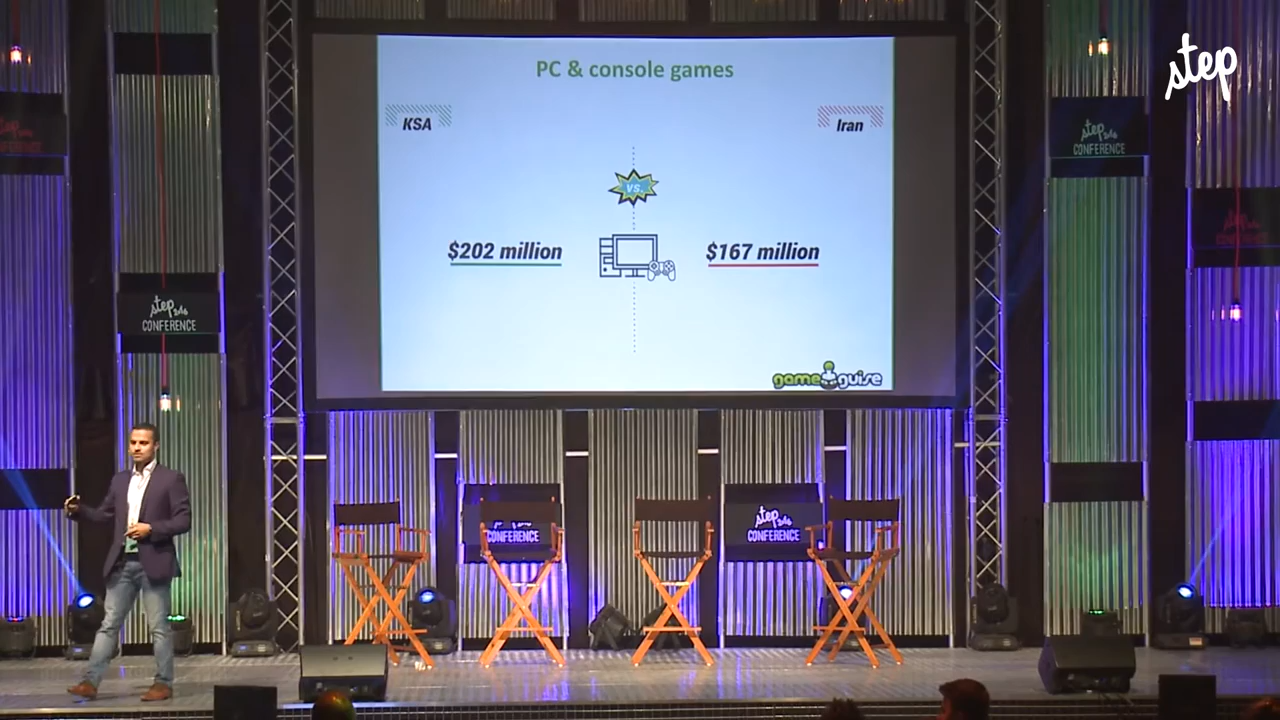 PC & console games
KSA
Iran
VS.
$202 million
$167 million
gameguise
step
step
CONFERENCE
step
CONFERENCE
step
CONFERENCE
CONFERENCE
step
CONFERENCE